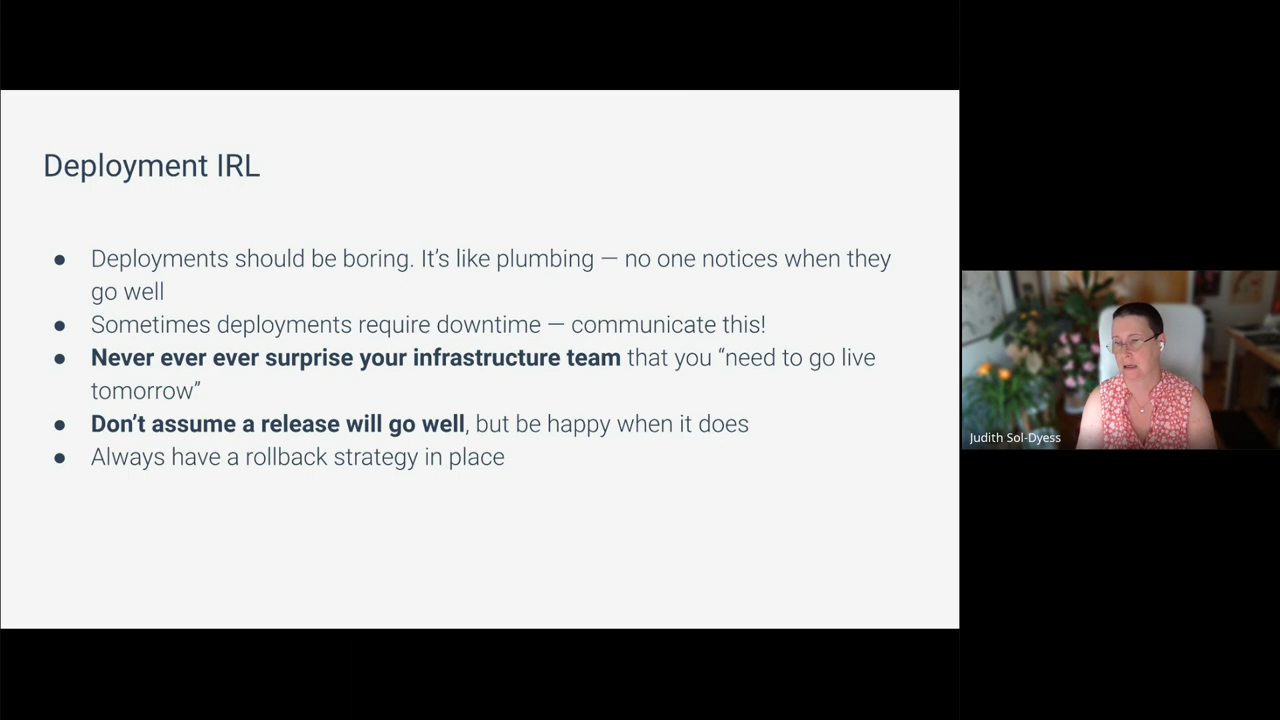 Deployment IRL
● Deployments should be boring. It’s like plumbing — no one notices when they
go well
● Sometimes deployments require downtime — communicate this!
● Never ever ever surprise your infrastructure team that you “need to go live
tomorrow”
● Don’t assume a release will go well, but be happy when it does
● Always have a rollback strategy in place
Judith Sol-Dyess